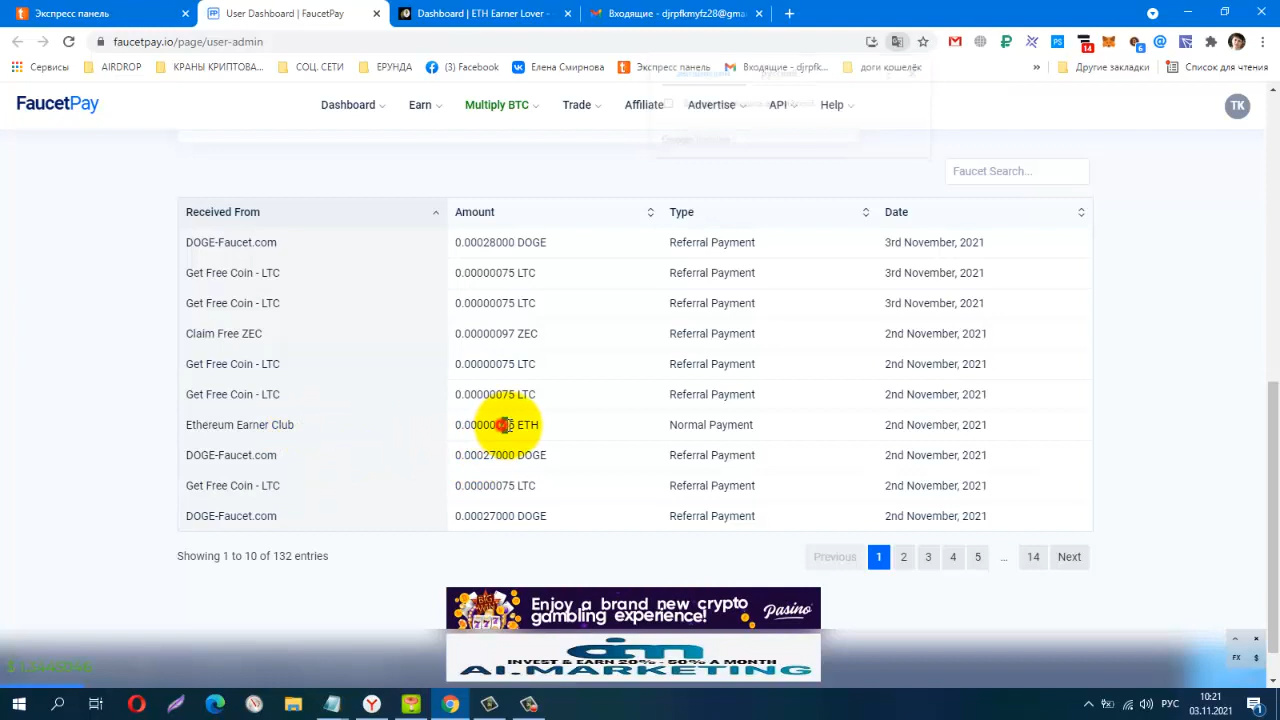 Экспресс панель
User Dashboard | FaucetPay
Dashboard | ETH Earner Lover -
Входящие - djrpfkmyfz28@gma
faucetpay.io/page/user-admin
14
6
Сервисы
AIRDROP
КРАНЫ КРИПТОВА...
СОЦ. СЕТИ
ЕРУНДА
(3) Facebook
Елена Смирнова
Экспресс панель
Входящие - djrpfk...
доги кошелёк
»
Другие закладки
Список для чтения
FaucetPay
Dashboard
Earn
Multiply BTC
Trade
Affiliate
Advertise
API
Help
TK
Faucet Search...
Received From Amount Type Date
DOGE-Faucet.com 0.00028000 DOGE Referral Payment 3rd November, 2021
Get Free Coin - LTC 0.00000075 LTC Referral Payment 3rd November, 2021
Get Free Coin - LTC 0.00000075 LTC Referral Payment 3rd November, 2021
Claim Free ZEC 0.00000097 ZEC Referral Payment 2nd November, 2021
Get Free Coin - LTC 0.00000075 LTC Referral Payment 2nd November, 2021
Get Free Coin - LTC 0.00000075 LTC Referral Payment 2nd November, 2021
Ethereum Earner Club ETH Normal Payment 2nd November, 2021
DOGE-Faucet.com 0.00027000 DOGE Referral Payment 2nd November, 2021
Get Free Coin - LTC 0.00000075 LTC Referral Payment 2nd November, 2021
DOGE-Faucet.com 0.00027000 DOGE Referral Payment 2nd November, 2021
Showing 1 to 10 of 132 entries
Previous 1 2 3 4 5 ... 14 Next
Enjoy a brand new crypto
gambling experience!
Pasino
INVEST & EARN 20% - 50% A MONTH
AI.MARKETING
FX $
РУС
10:21
03.11.2021